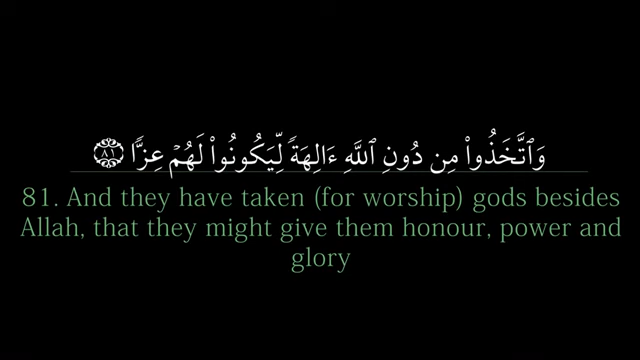 وَٱتَّخَذُوا۟ مِن دُونِ ٱللَّهِ ءَالِهَةً لِّيَكُونُوا۟ لَهُمْ عِزًّا ۝٨١
81. And they have taken (for worship) gods besides
Allah, that they might give them honour, power and
glory